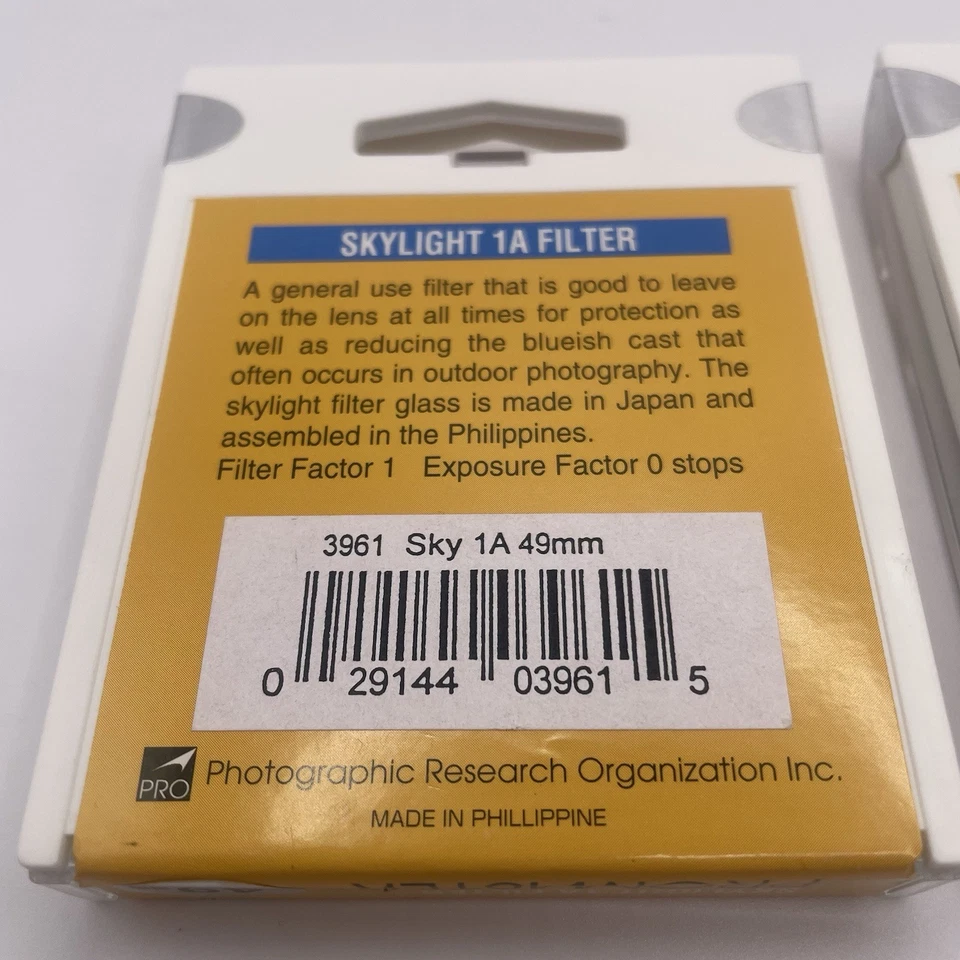 SKYLIGHT 1A FILTER
A general use filter that is good to leave
on the lens at all times for protection as
well as reducing the blueish cast that
often occurs in outdoor photography. The
skylight filter glass is made in Japan and
assembled in the Philippines.
Filter Factor 1 Exposure Factor 0 stops
3961 Sky 1A 49mm
0 29144 03961 5
PRO Photographic Research Organization Inc.
MADE IN PHILLIPPINE